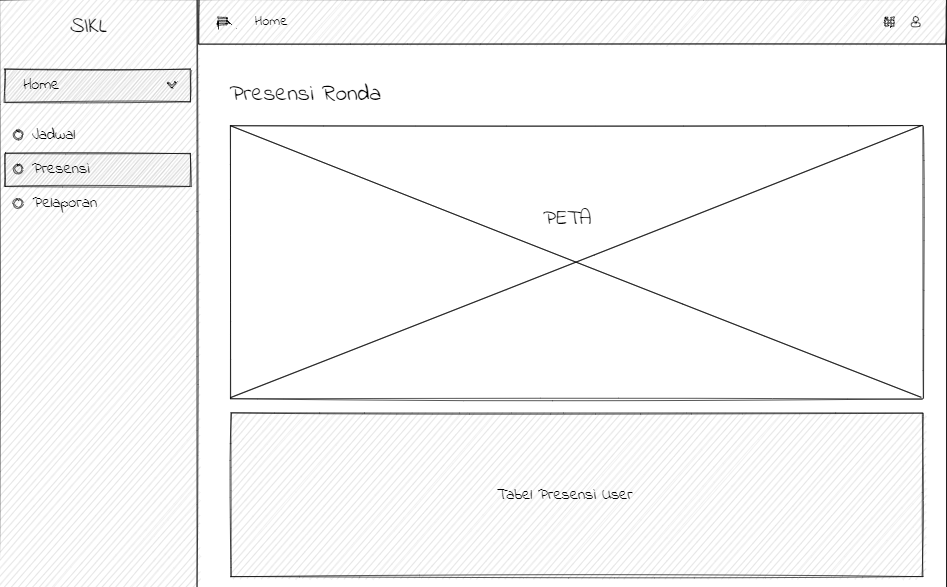 SIKL
Home
Home
Jadwal
Presensi
Pelaporan
Presensi Ronda
PETA
Tabel Presensi User